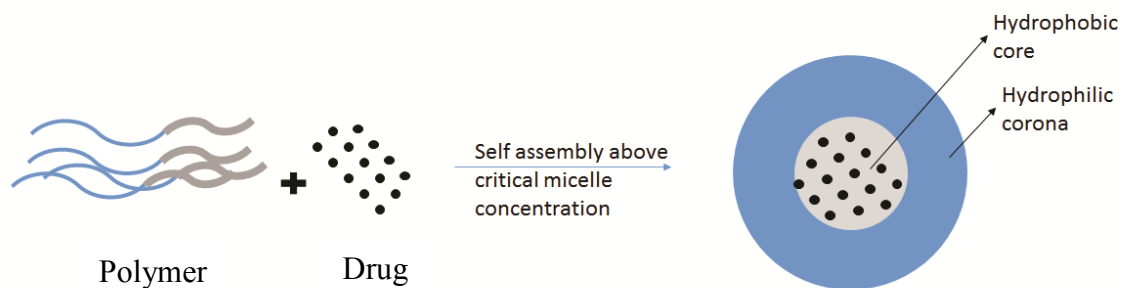 Hydrophobic
core
Hydrophilic
corona
Self assembly above
critical micelle
concentration
+
Polymer
Drug